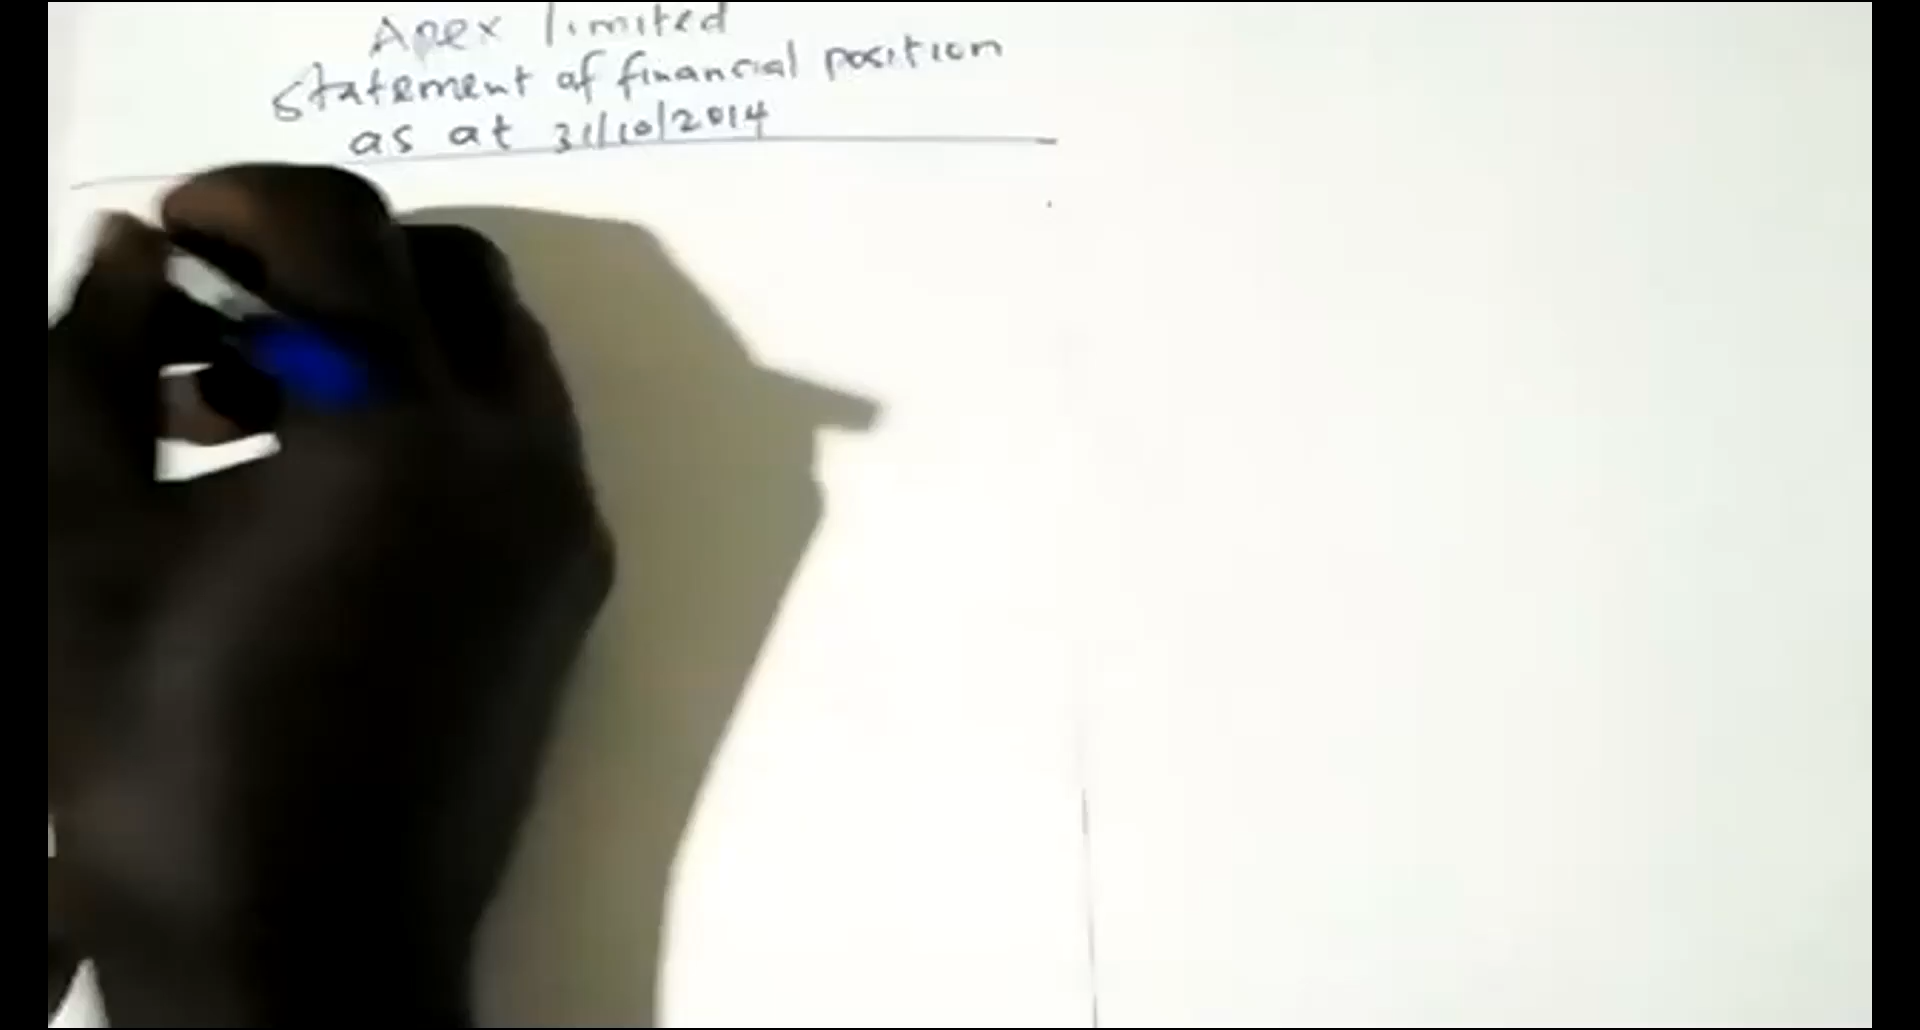 Apex limited
statement of financial position
as at 31/10/2014